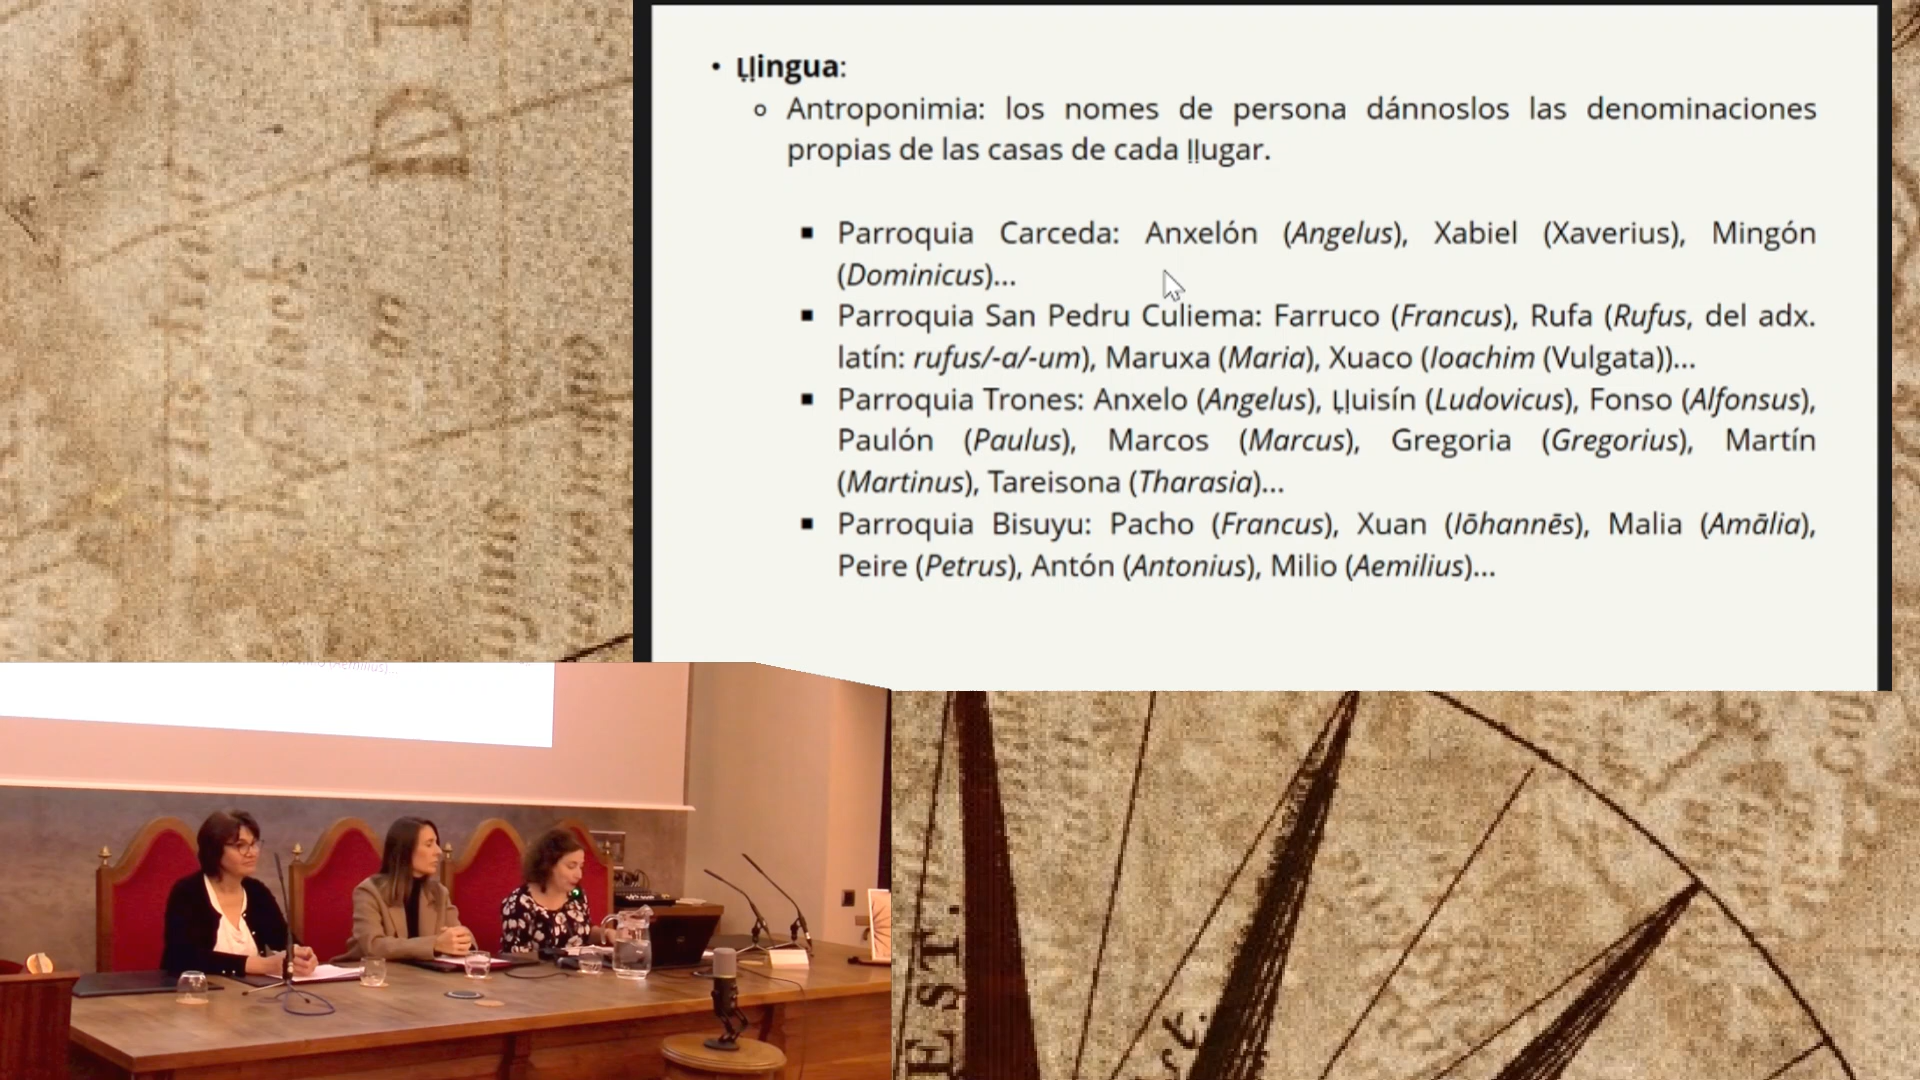 • Ḷḷingua:
o Antroponimia: los nomes de persona dánnoslos las denominaciones
propias de las casas de cada ḷḷugar.
▪ Parroquia Carceda: Anxelón (Angelus), Xabiel (Xaverius), Mingón
(Dominicus)...
▪ Parroquia San Pedru Culiema: Farruco (Francus), Rufa (Rufus, del adx.
latín: rufus/-a/-um), Maruxa (Maria), Xuaco (Ioachim (Vulgata))...
▪ Parroquia Trones: Anxelo (Angelus), Ḷḷuisín (Ludovicus), Fonso (Alfonsus),
Paulón (Paulus), Marcos (Marcus), Gregoria (Gregorius), Martín
(Martinus), Tareisona (Tharasia)...
▪ Parroquia Bisuyu: Pacho (Francus), Xuan (Iōhannēs), Malia (Amālia),
Peire (Petrus), Antón (Antonius), Milio (Aemilius)...
(Aemilius)...
EST.